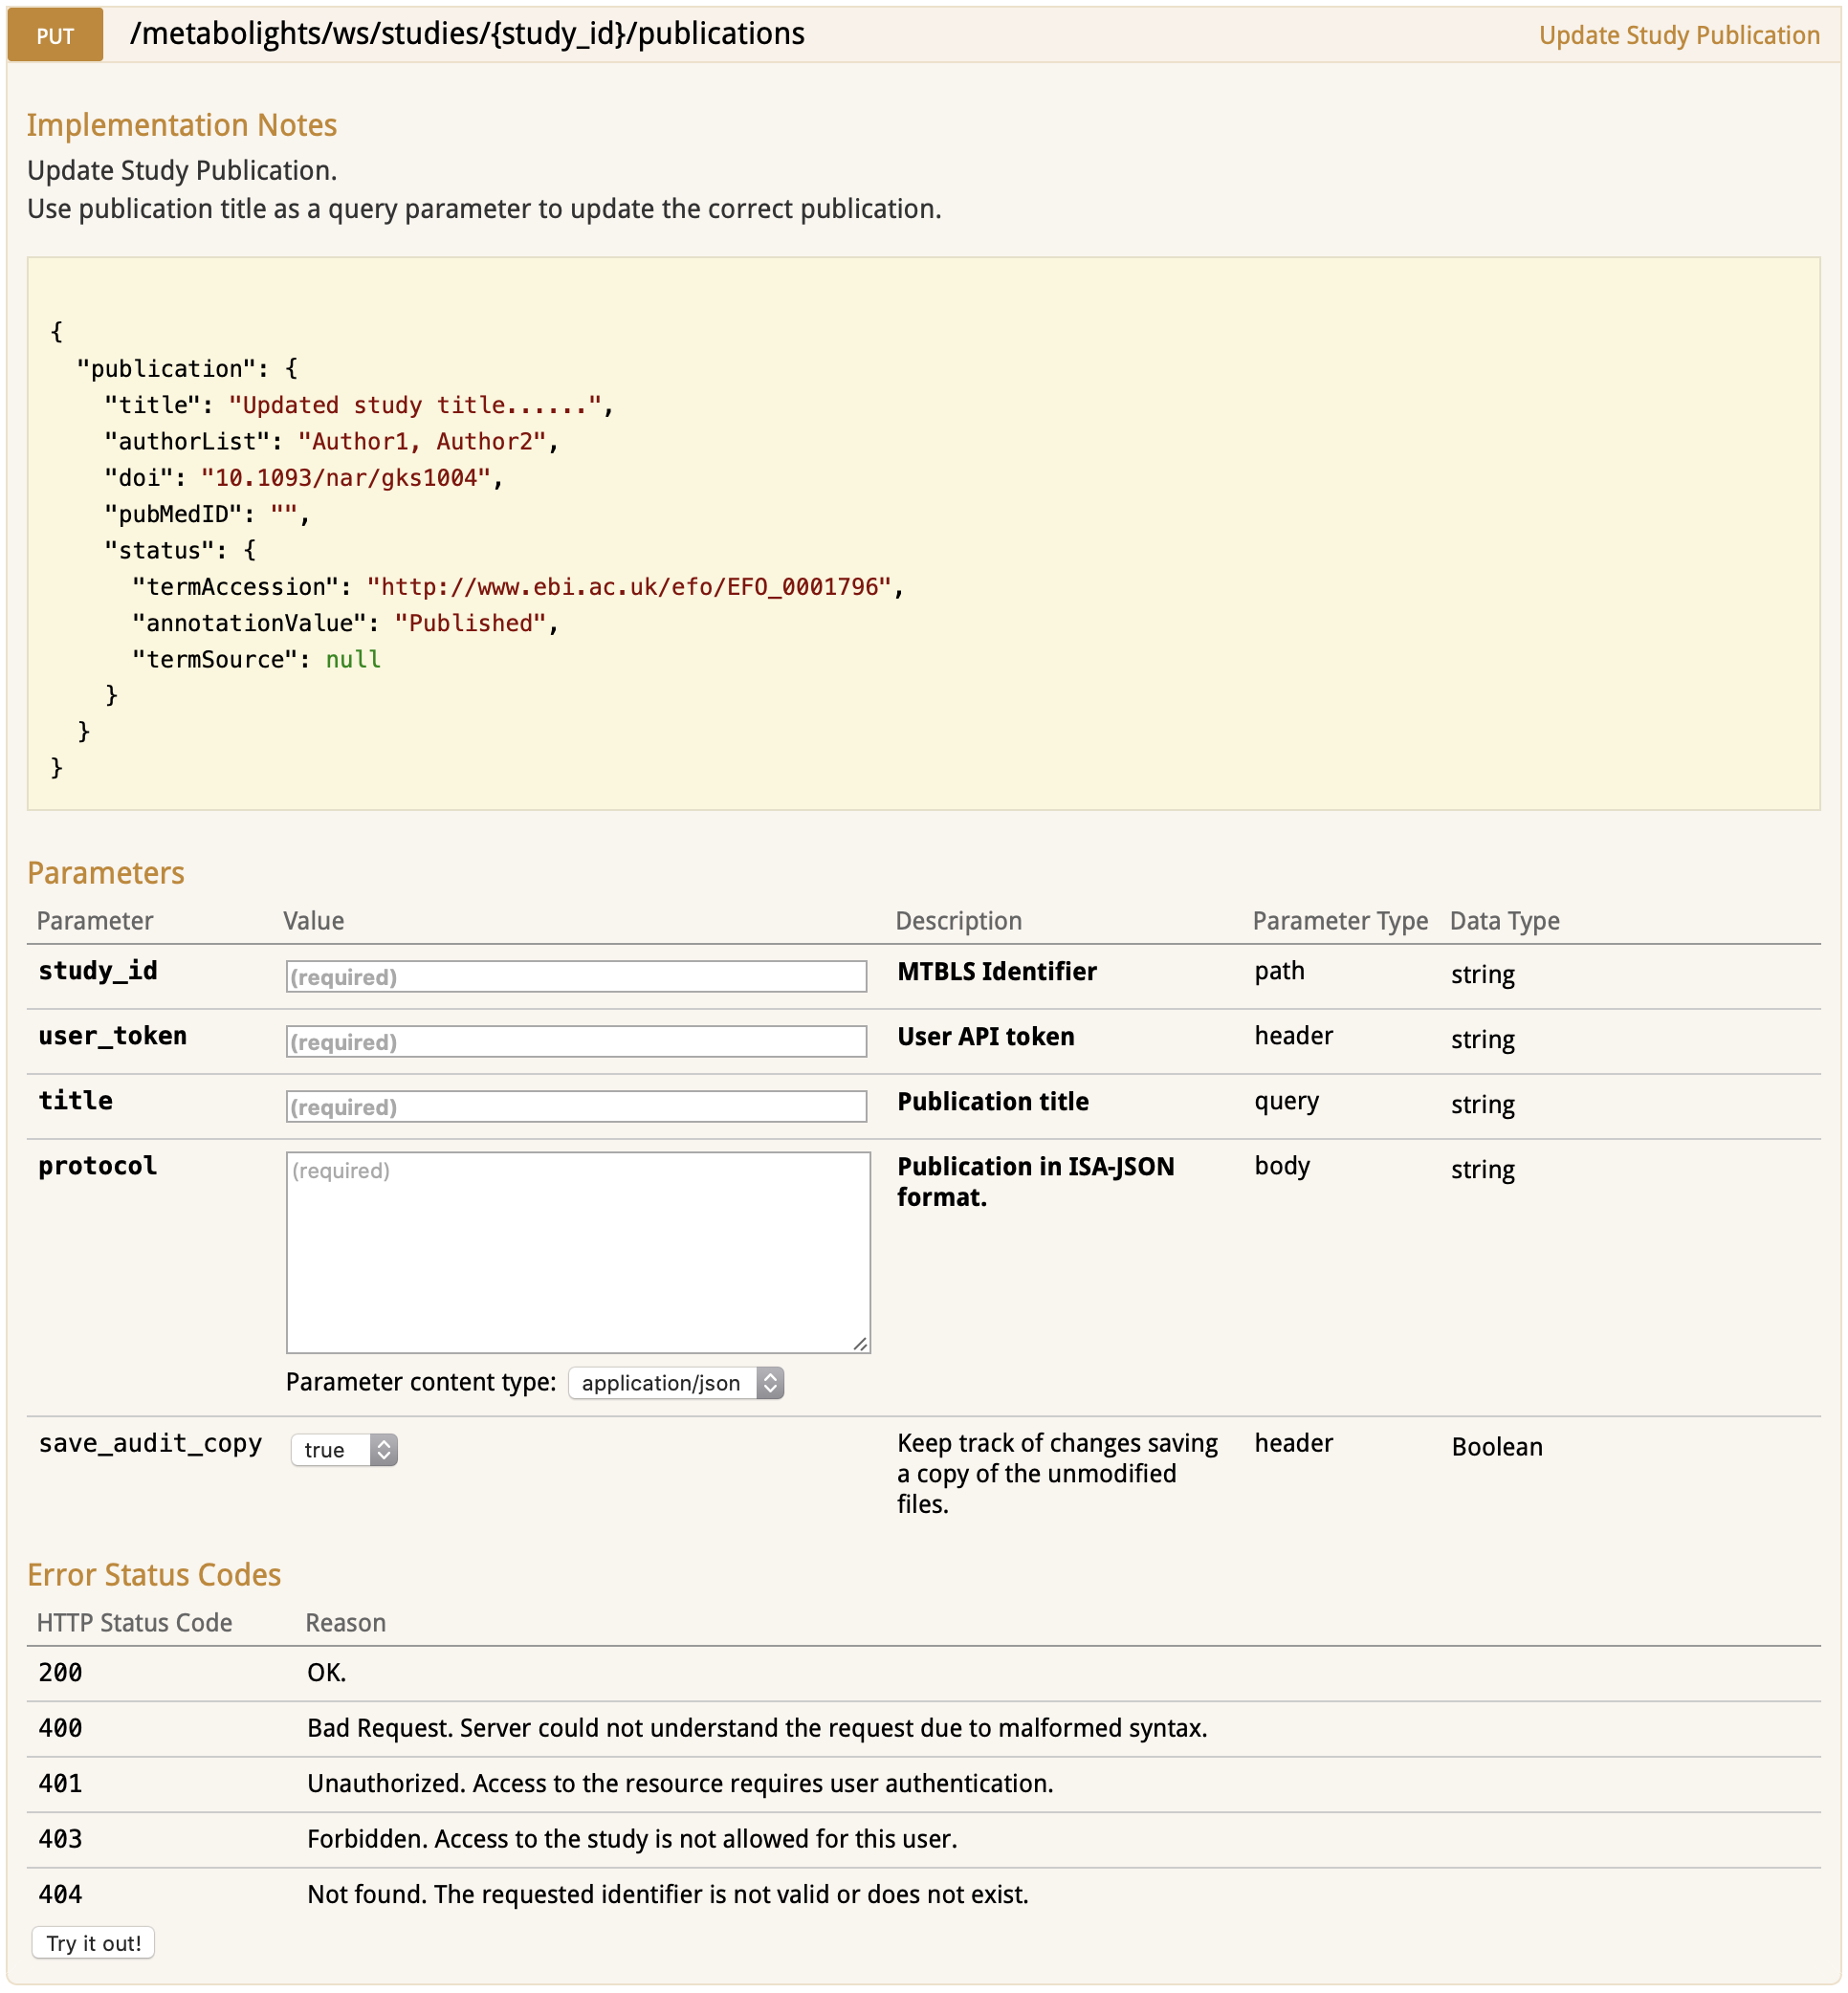 PUT /metabolights/ws/studies/{study_id}/publications Update Study Publication
Implementation Notes
Update Study Publication.
Use publication title as a query parameter to update the correct publication.
{
  "publication": {
    "title": "Updated study title......",
    "authorList": "Author1, Author2",
    "doi": "10.1093/nar/gks1004",
    "pubMedID": "",
    "status": {
      "termAccession": "http://www.ebi.ac.uk/efo/EFO_0001796",
      "annotationValue": "Published",
      "termSource": null
    }
  }
}
Parameters
Parameter Value Description Parameter Type Data Type
study_id (required) MTBLS Identifier path string
user_token (required) User API token header string
title (required) Publication title query string
protocol (required) Publication in ISA-JSON body string
format.
Parameter content type: application/json
save_audit_copy true Keep track of changes saving header Boolean
a copy of the unmodified
files.
Error Status Codes
HTTP Status Code Reason
200 OK.
400 Bad Request. Server could not understand the request due to malformed syntax.
401 Unauthorized. Access to the resource requires user authentication.
403 Forbidden. Access to the study is not allowed for this user.
404 Not found. The requested identifier is not valid or does not exist.
Try it out!